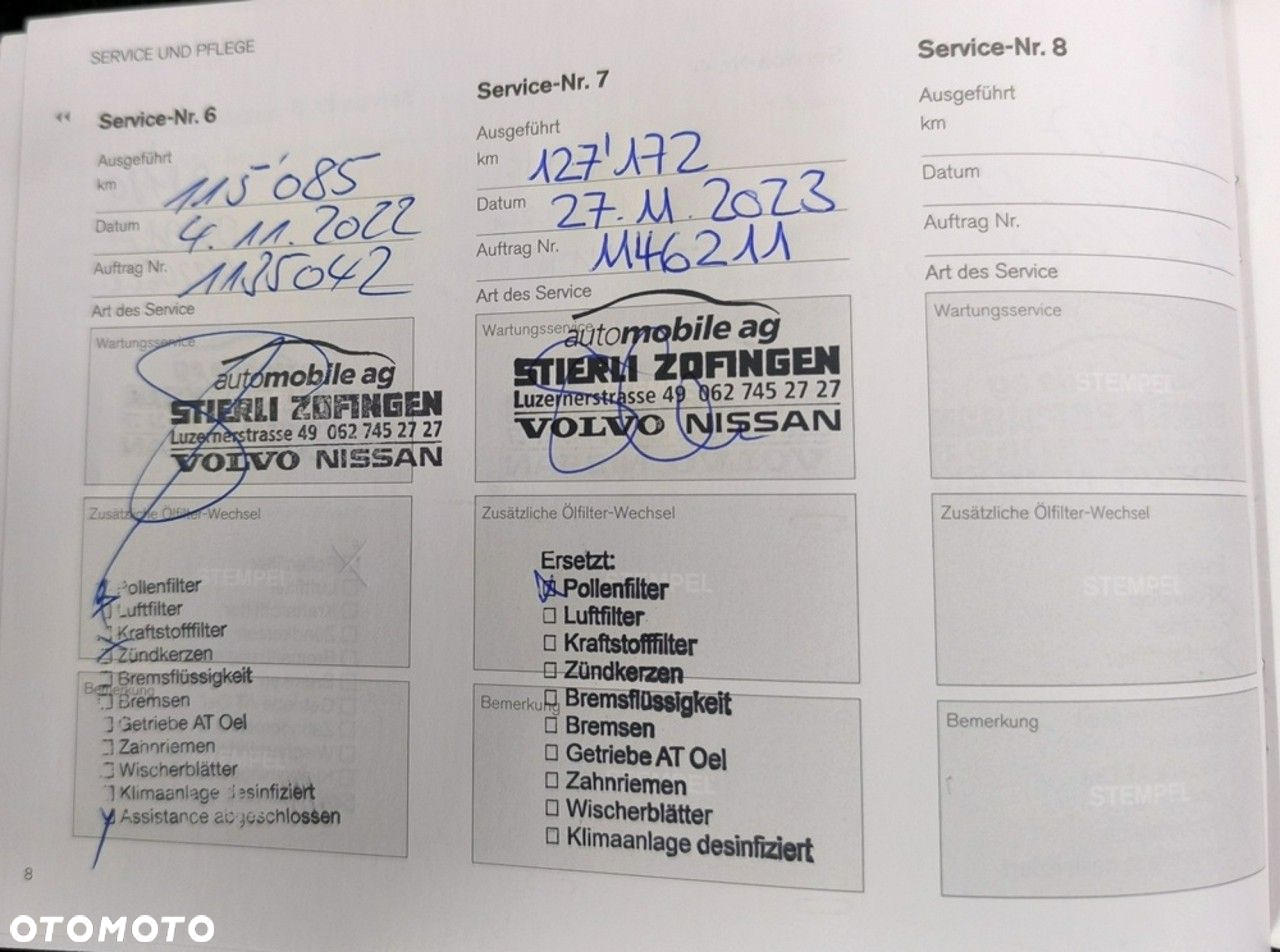 SERVICE UND PFLEGE
Service-Nr. 6
Ausgeführt
km 115'085
Datum 4.11.2022
Auftrag Nr. 1135042
Art des Service
Wartungsservice
automobile ag
STIERLI ZOFINGEN
Luzernerstrasse 49 062 745 27 27
VOLVO NISSAN
Zusätzliche Ölfilter-Wechsel
STEMPEL
Pollenfilter
Luftfilter
Kraftstofffilter
Zündkerzen
Bremsflüssigkeit
Bemerkung
Bremsen
Getriebe AT Oel
Zahnriemen
Wischerblätter
Klimaanlage desinfiziert
Assistance abgeschlossen
8
Service-Nr. 7
Ausgeführt
km 127'172
Datum 27.11.2023
Auftrag Nr. 1146211
Art des Service
Wartungsservice
automobile ag
STIERLI ZOFINGEN
Luzernerstrasse 49 062 745 27 27
VOLVO NISSAN
Zusätzliche Ölfilter-Wechsel
Ersetzt:
STEMPEL
Pollenfilter
Luftfilter
Kraftstofffilter
Zündkerzen
Bremsflüssigkeit
Bemerkung
Bremsen
Getriebe AT Oel
Zahnriemen
Wischerblätter
Klimaanlage desinfiziert
Service-Nr. 8
Ausgeführt
km
Datum
Auftrag Nr.
Art des Service
Wartungsservice
STEMPEL
Zusätzliche Ölfilter-Wechsel
STEMPEL
Bemerkung
STEMPEL
OTOMOTO